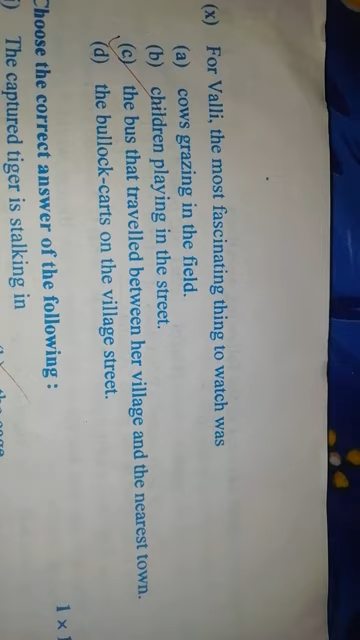 (x) For Valli, the most fascinating thing to watch was
(a) cows grazing in the field.
(b) children playing in the street.
(c) the bus that travelled between her village and the nearest town.
(d) the bullock-carts on the village street.
Choose the correct answer of the following :
1 x 1
The captured tiger is stalking in